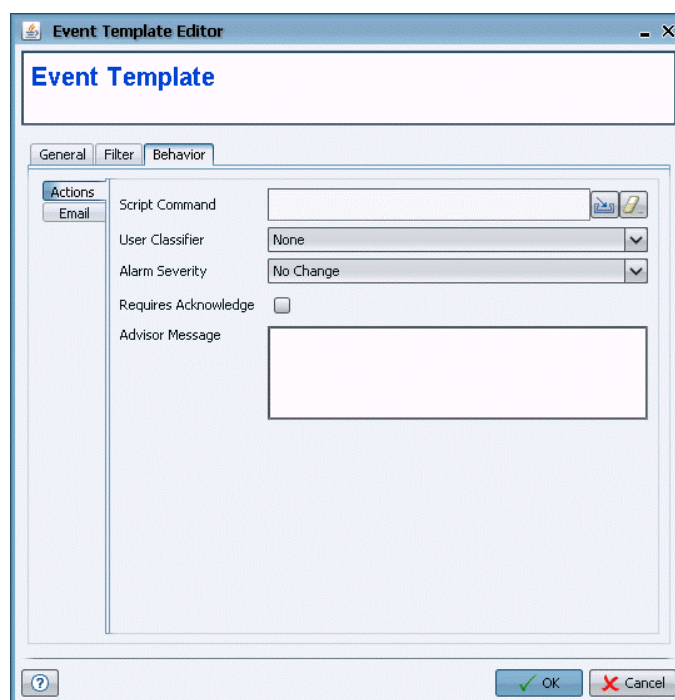 Event Template Editor
Event Template
General Filter Behavior
Actions
Email
Script Command
User Classifier None
Alarm Severity No Change
Requires Acknowledge
Advisor Message
? OK Cancel